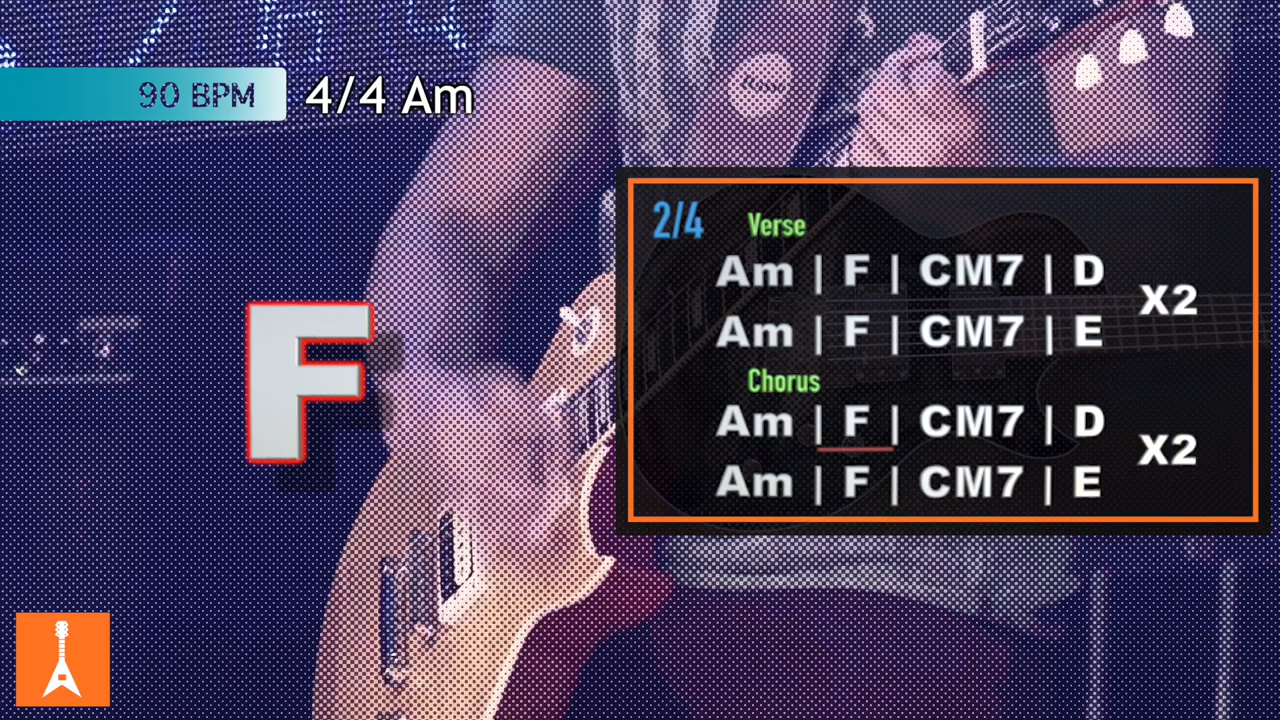 90 BPM 4/4 Am
2/4 Verse
Am | F | CM7 | D
X2
Am | F | CM7 | E
Chorus
F
Am | F | CM7 | D
X2
Am | F | CM7 | E